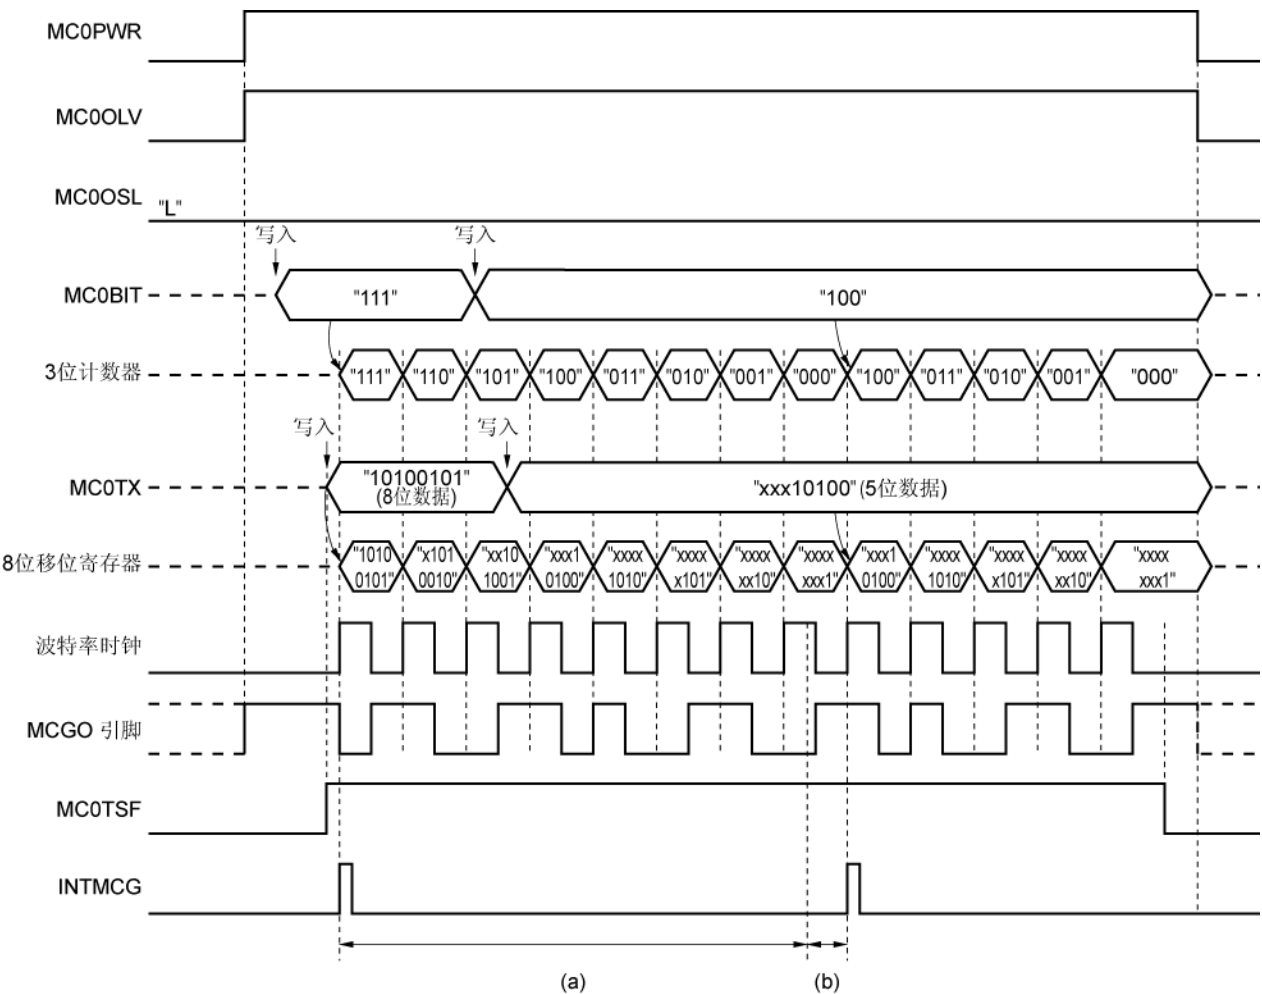 MC0PWR
MC0OLV
MC0OSL
"L"
写入 写入
MC0BIT
"111" "100"
3位计数器
"111" "110" "101" "100" "011" "010" "001" "000" "100" "011" "010" "001" "000"
写入 写入
MC0TX
"10100101"
(8位数据)
"xxx10100" (5位数据)
8位移位寄存器
"1010 "x101 "xx10 "xxx1 "xxxx "xxxx "xxxx "xxxx "xxx1 "xxxx "xxxx "xxxx "xxxx
0101" 0010" 1001" 0100" 1010" x101" xx10" xxx1" 0100" 1010" x101" xx10" xxx1"
波特率时钟
MCGO 引脚
MC0TSF
INTMCG
(a) (b)